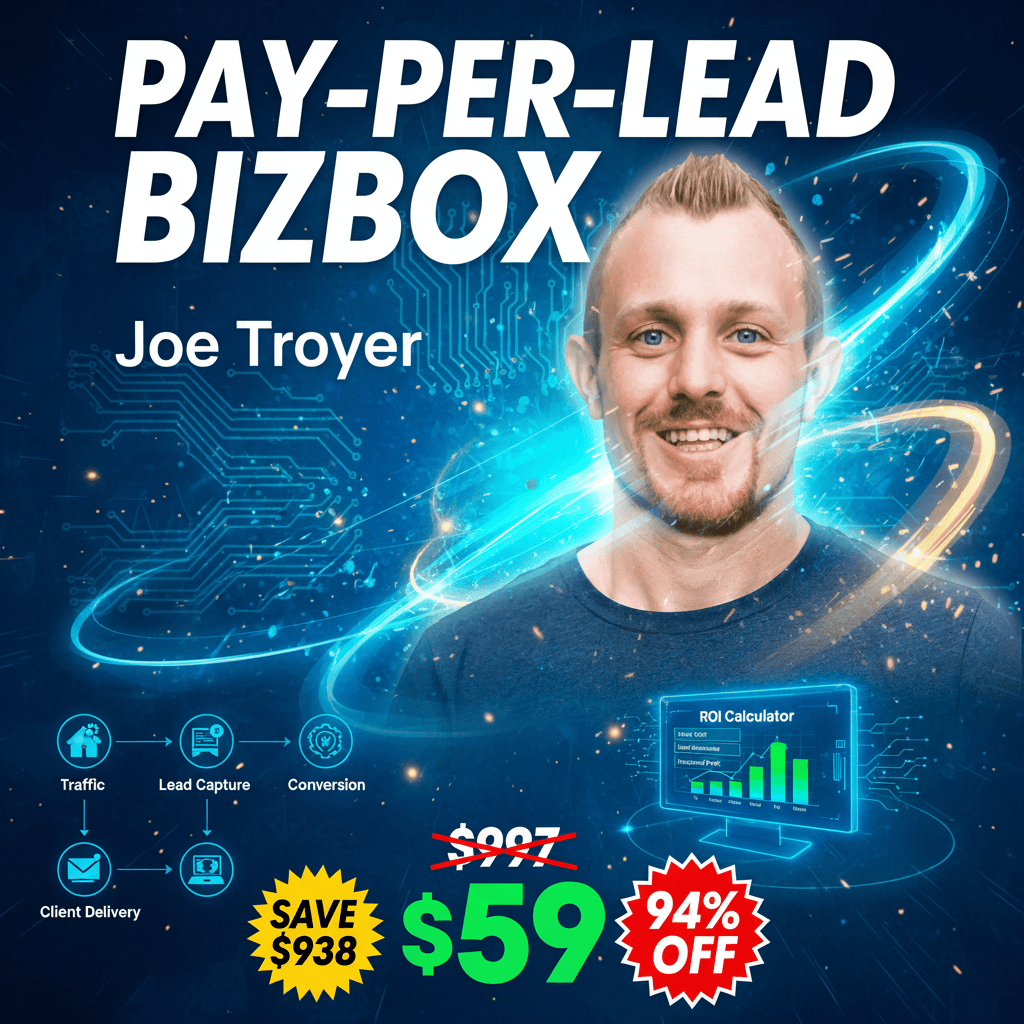 PAY-PER-LEAD
BIZBOX
Joe Troyer
Traffic
Lead Capture
Conversion
Client Delivery
ROI Calculator
$997
$59
SAVE
$938
94%
OFF